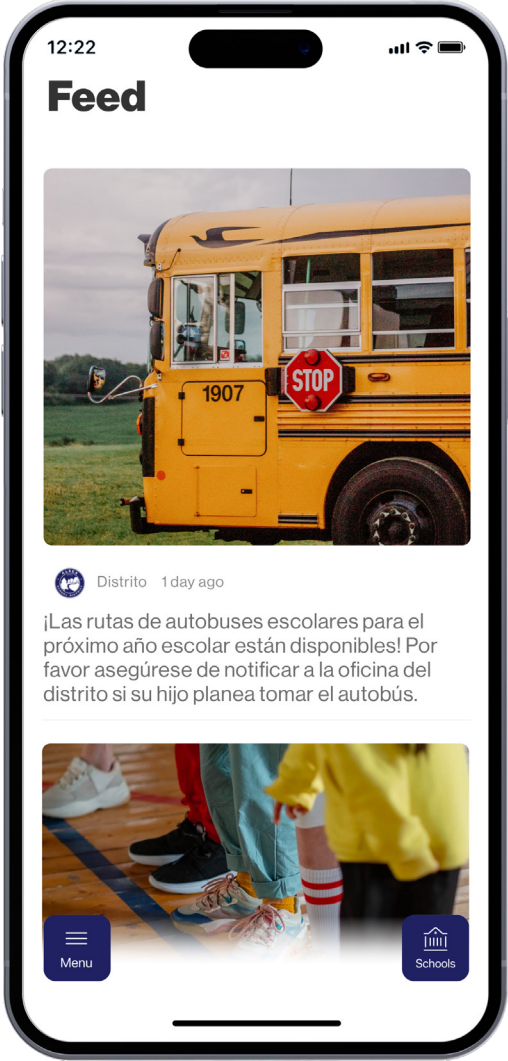 12:22
Feed
STOP
1907
Distrito 1 day ago
¡Las rutas de autobuses escolares para el
próximo año escolar están disponibles! Por
favor asegúrese de notificar a la oficina del
distrito si su hijo planea tomar el autobús.
Menu
Schools